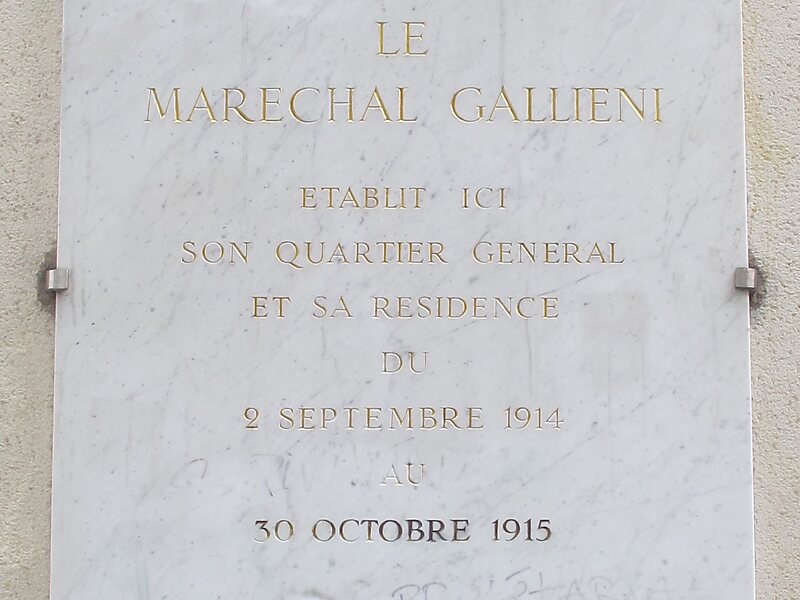 LE
MARECHAL GALLIENI
ETABLIT ICI
SON QUARTIER GENERAL
ET SA RESIDENCE
DU
2 SEPTEMBRE 1914
AU
30 OCTOBRE 1915